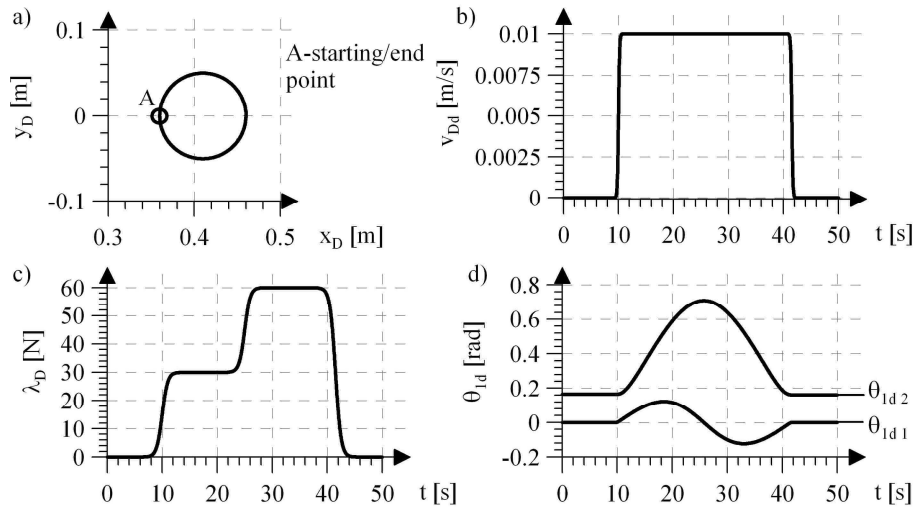 a)
0.1
0
-0.1
y_D [m]
A
A-starting/end
point
0.3 0.4 0.5
x_D [m]
b)
0.01
0.0075
0.005
0.0025
0
v_Dd [m/s]
0 10 20 30 40 50
t [s]
c)
60
50
40
30
20
10
0
λ_D [N]
0 10 20 30 40 50
t [s]
d)
0.8
0.6
0.4
0.2
0
-0.2
θ_1d [rad]
θ_1d 2
θ_1d 1
0 10 20 30 40 50
t [s]